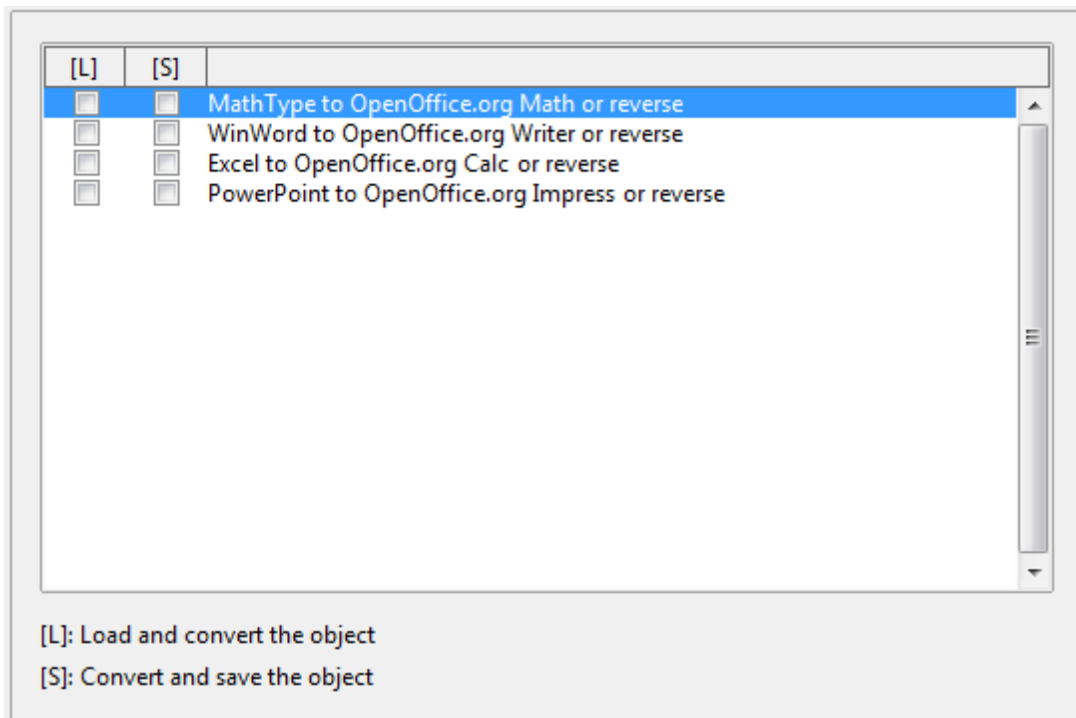 [L] [S]
MathType to OpenOffice.org Math or reverse
WinWord to OpenOffice.org Writer or reverse
Excel to OpenOffice.org Calc or reverse
PowerPoint to OpenOffice.org Impress or reverse
[L]: Load and convert the object
[S]: Convert and save the object